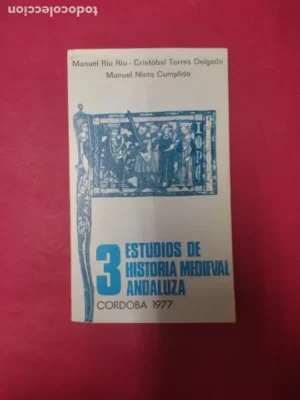 todocoleccion
Manuel Riu Riu - Cristóbal Torres Delgado
Manuel Nieto Cumplido
3 ESTUDIOS DE
HISTORIA MEDIEVAL
ANDALUZA
CORDOBA 1977